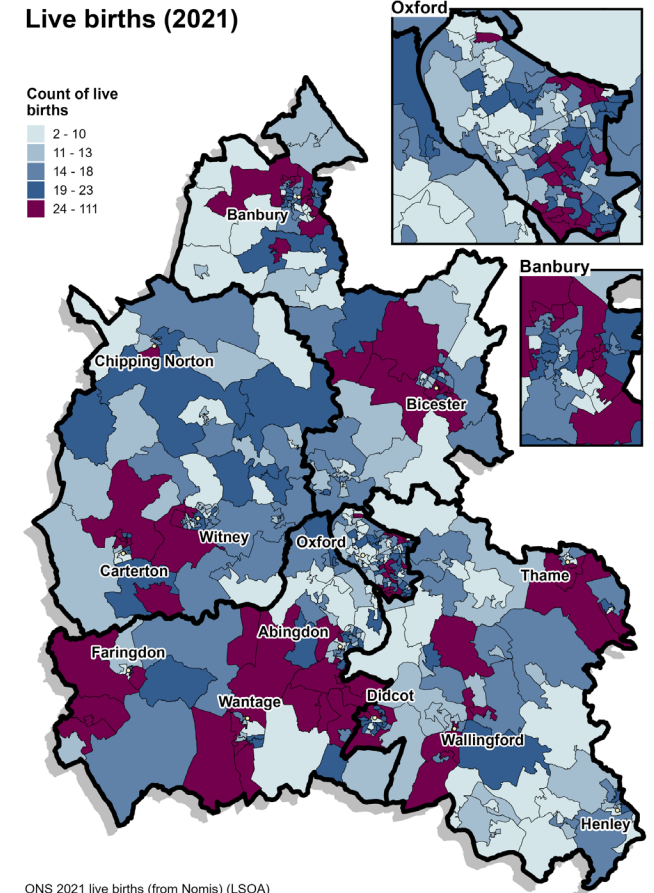 Live births (2021)
Oxford
Count of live
births
2 - 10
11 - 13
14 - 18
19 - 23
24 - 111
Banbury
Banbury
Chipping Norton
Bicester
Witney
Oxford
Carterton
Thame
Abingdon
Faringdon
Didcot
Wantage
Wallingford
Henley
ONS 2021 live births (from Nomis) (LSOA)